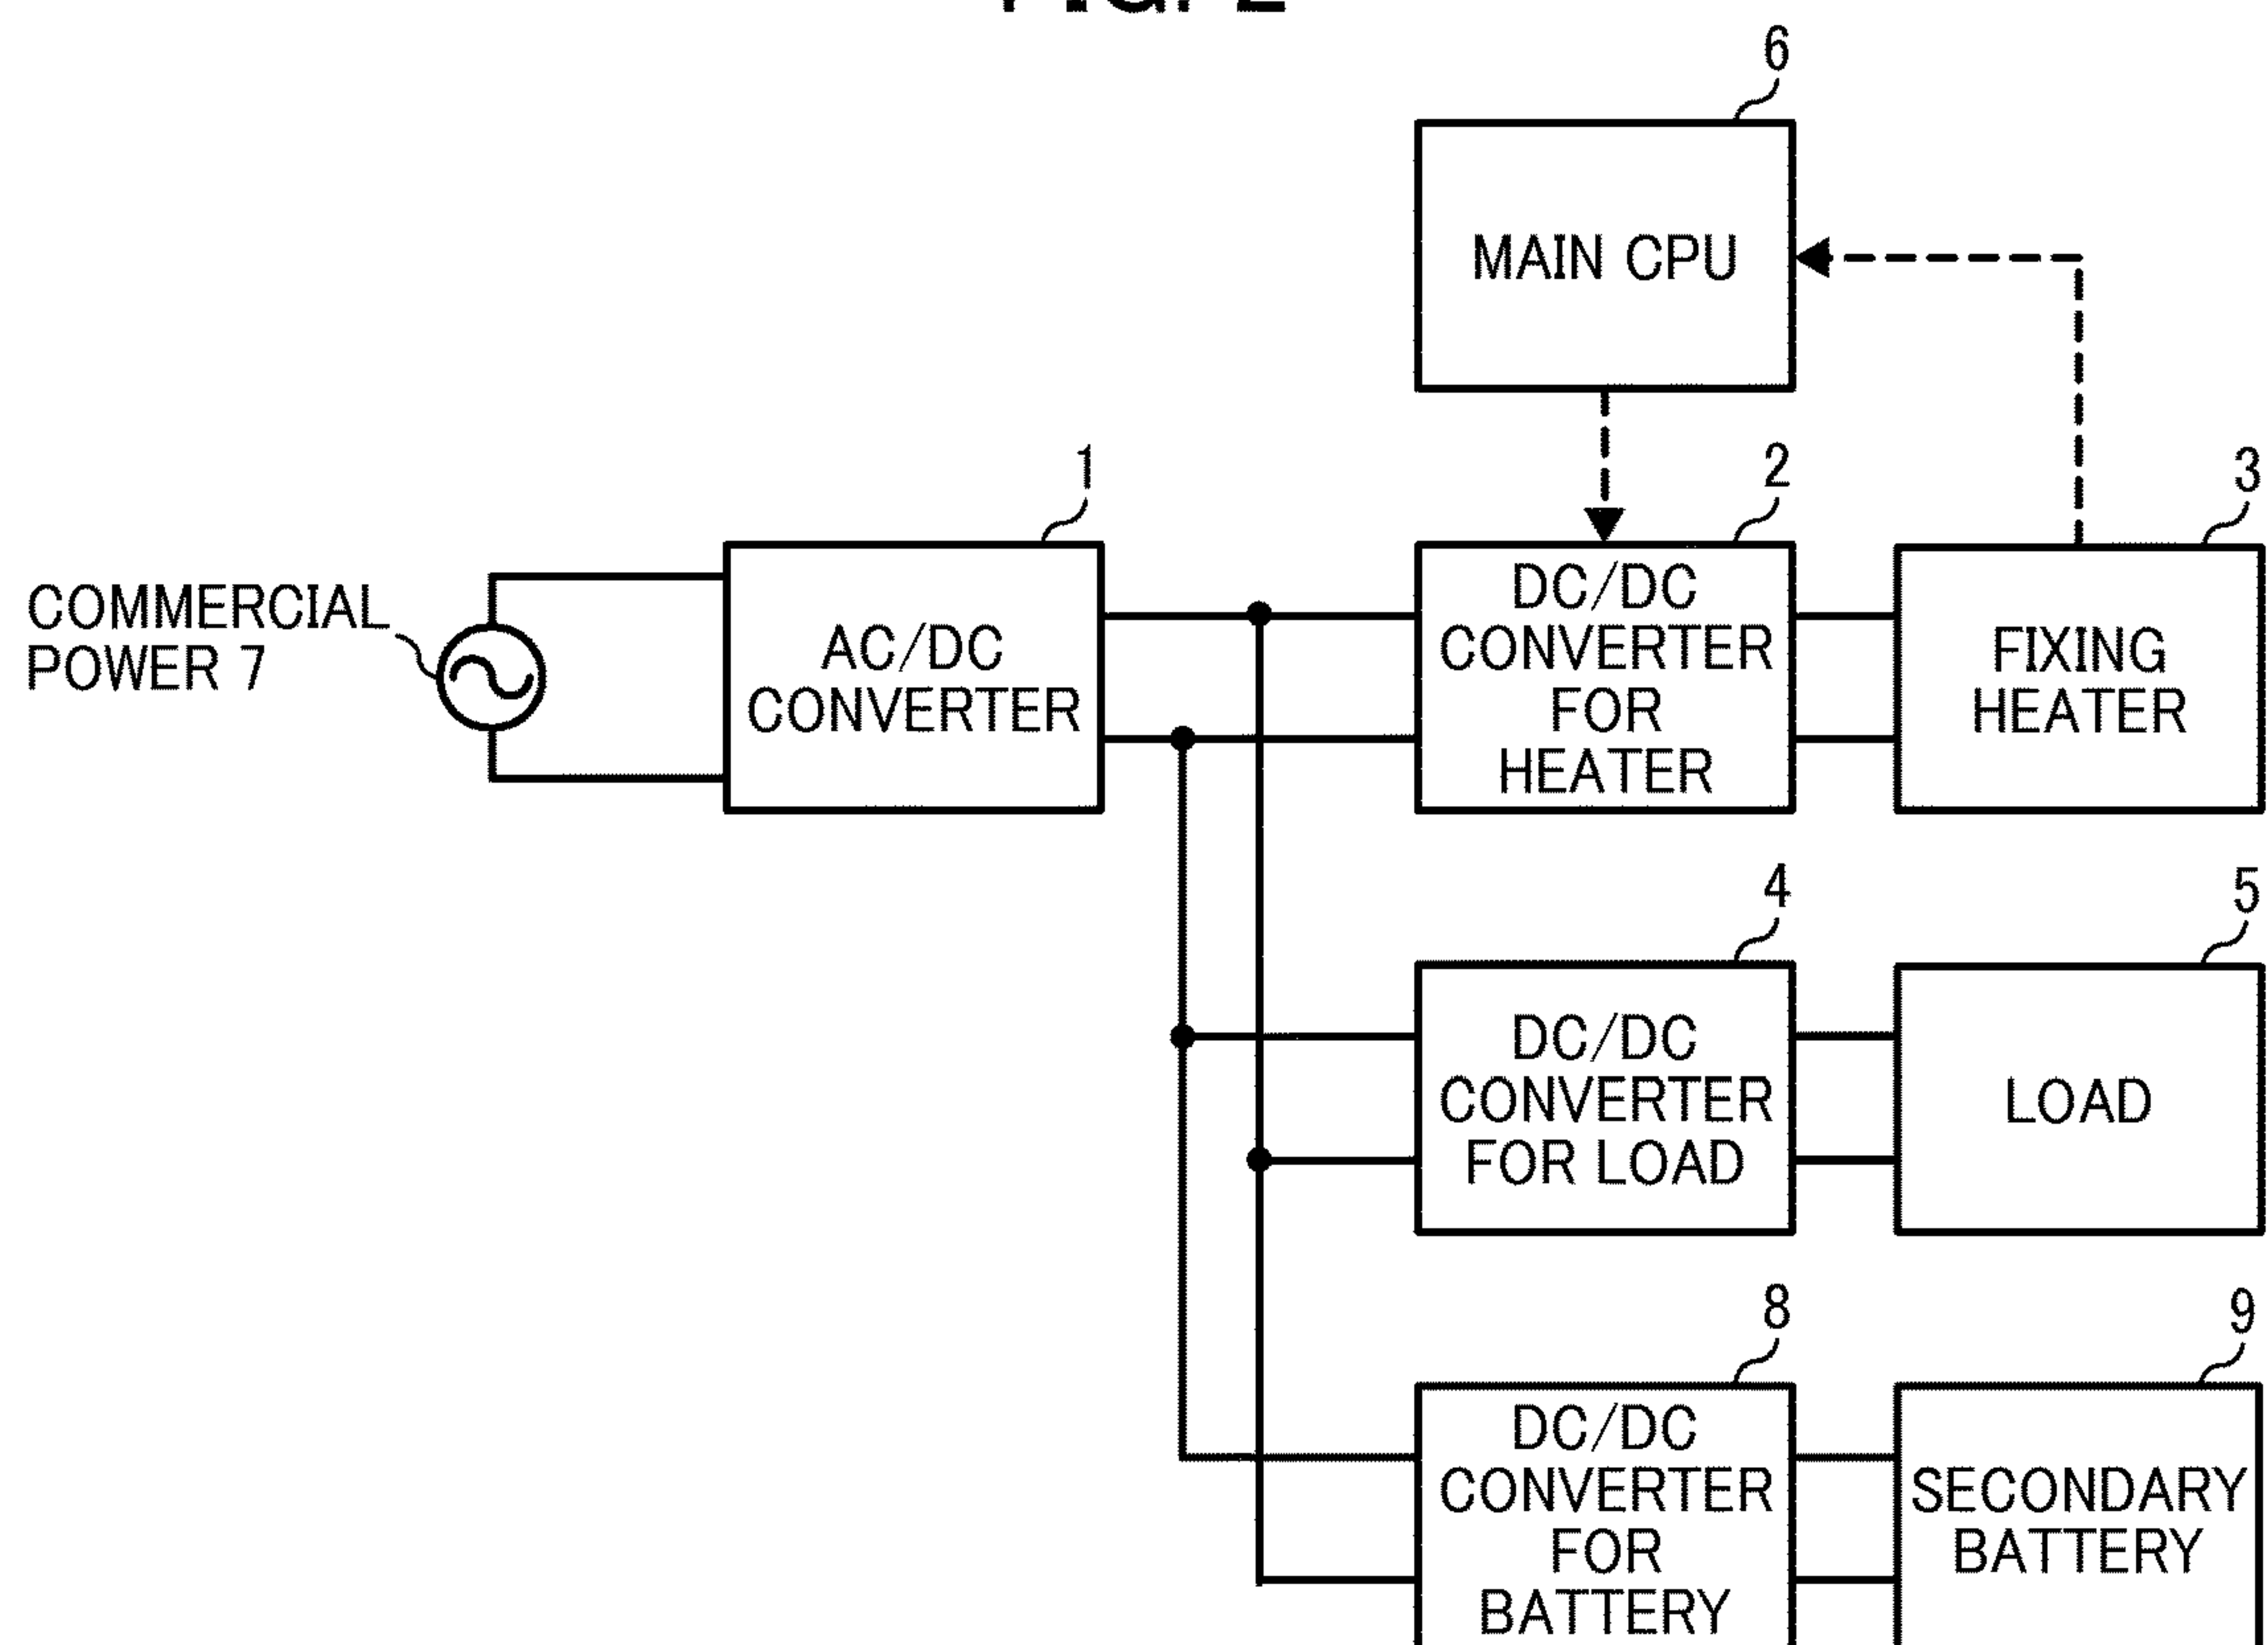 6
MAIN CPU
1
2
3
COMMERCIAL
POWER 7
AC/DC
CONVERTER
DC/DC
CONVERTER
FOR
HEATER
FIXING
HEATER
4
5
DC/DC
CONVERTER
FOR LOAD
LOAD
8
9
DC/DC
CONVERTER
FOR
BATTERY
SECONDARY
BATTERY